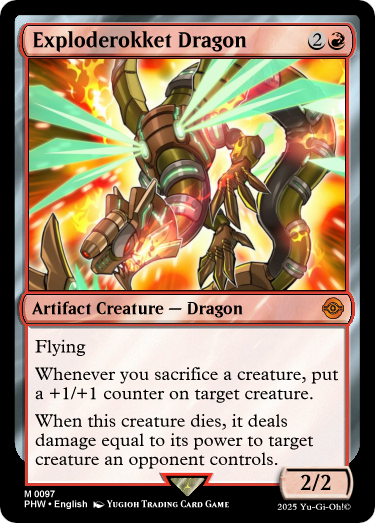 Exploderokket Dragon 2
Artifact Creature — Dragon
Flying
Whenever you sacrifice a creature, put
a +1/+1 counter on target creature.
When this creature dies, it deals
damage equal to its power to target
creature an opponent controls.
2/2
M 0097
PHW • English YUGIOH TRADING CARD GAME
2025 Yu-Gi-Oh!©